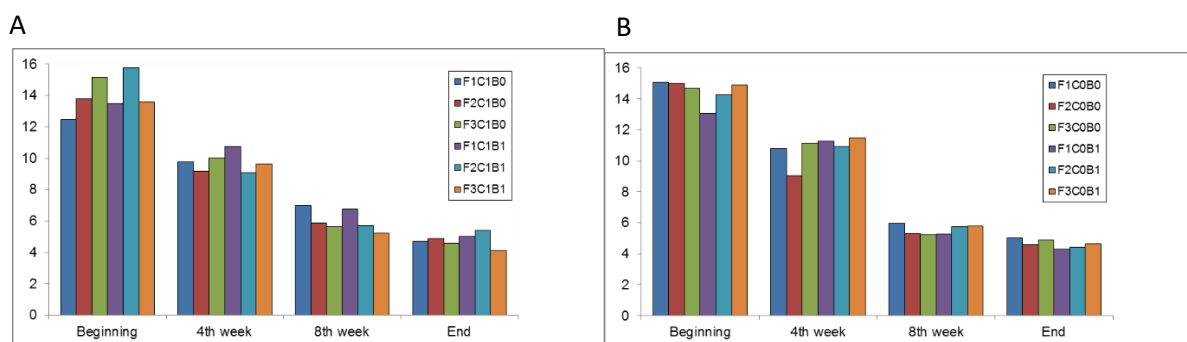 A
16
14
12
10
8
6
4
2
0
F1C1B0
F2C1B0
F3C1B0
F1C1B1
F2C1B1
F3C1B1
Beginning 4th week 8th week End
B
16
14
12
10
8
6
4
2
0
F1C0B0
F2C0B0
F3C0B0
F1C0B1
F2C0B1
F3C0B1
Beginning 4th week 8th week End